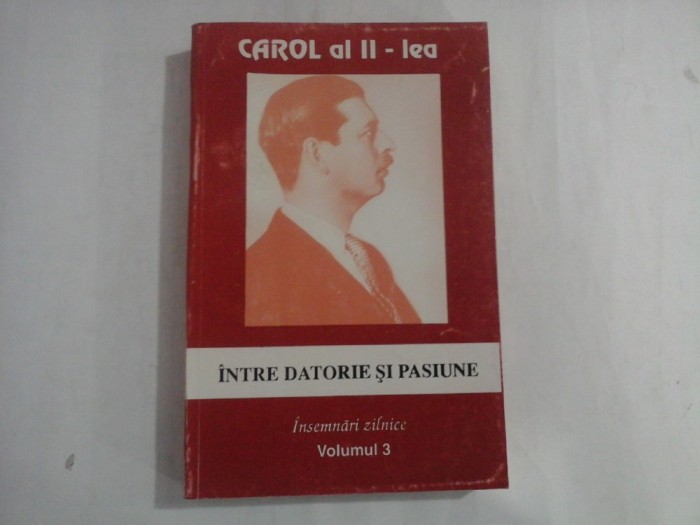 CAROL al II - lea
ÎNTRE DATORIE ŞI PASIUNE
Însemnări zilnice
Volumul 3